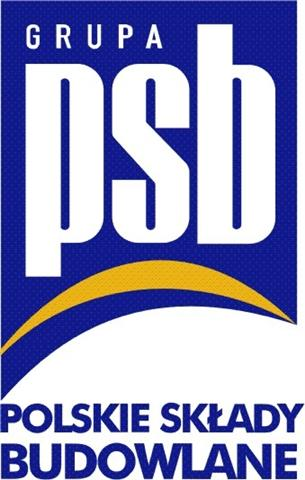 GRUPA
psb
POLSKIE SKŁADY
BUDOWLANE